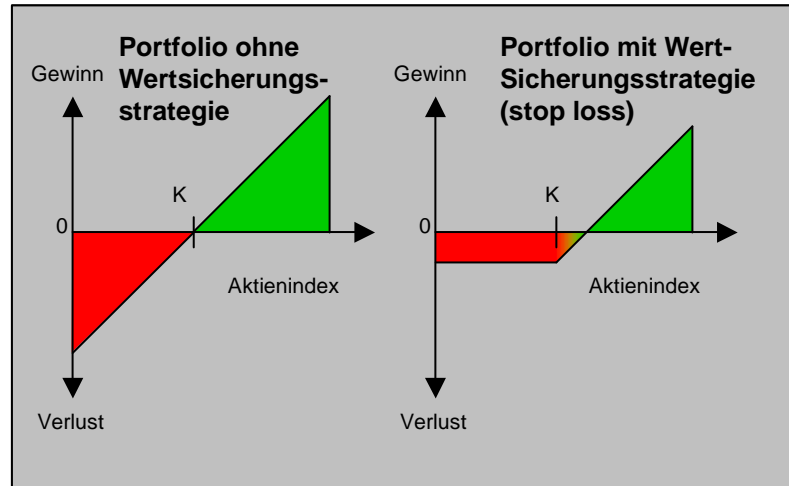 Portfolio ohne
Wertsicherungs-
strategie
Gewinn
K
0
Aktienindex
Verlust
Portfolio mit Wert-
Sicherungsstrategie
(stop loss)
Gewinn
K
0
Aktienindex
Verlust